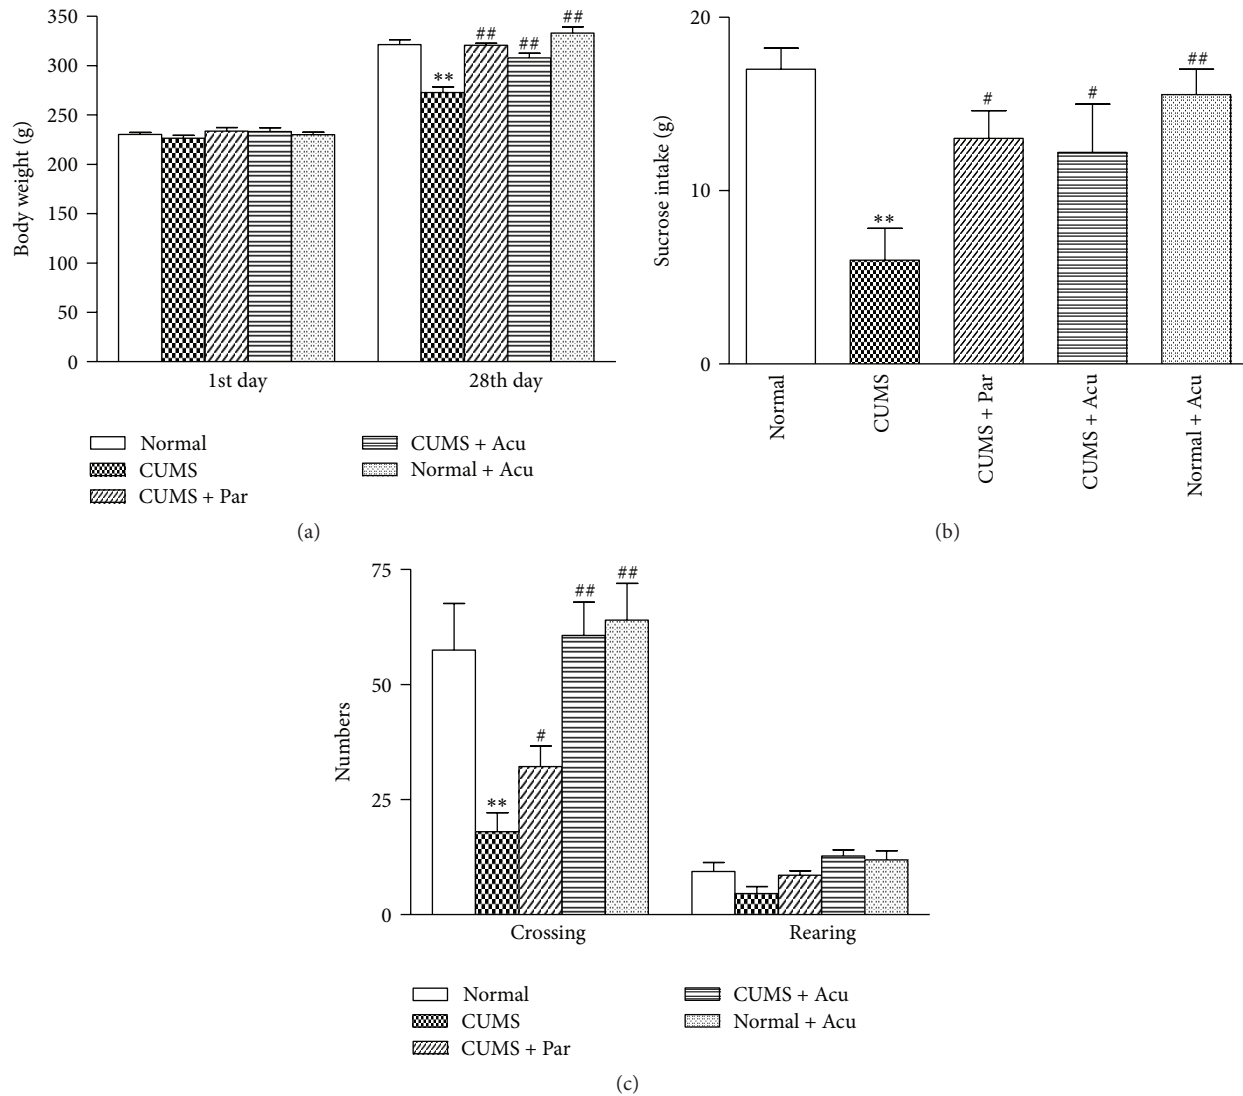 350
300
250
200
150
100
50
0
Body weight (g)
**
##
##
##
1st day
28th day
Normal
CUMS
CUMS + Par
CUMS + Acu
Normal + Acu
(a)
20
10
0
Sucrose intake (g)
**
#
#
##
Normal
CUMS
CUMS + Par
CUMS + Acu
Normal + Acu
(b)
75
50
25
0
Numbers
**
#
##
##
Crossing
Rearing
Normal
CUMS
CUMS + Par
CUMS + Acu
Normal + Acu
(c)